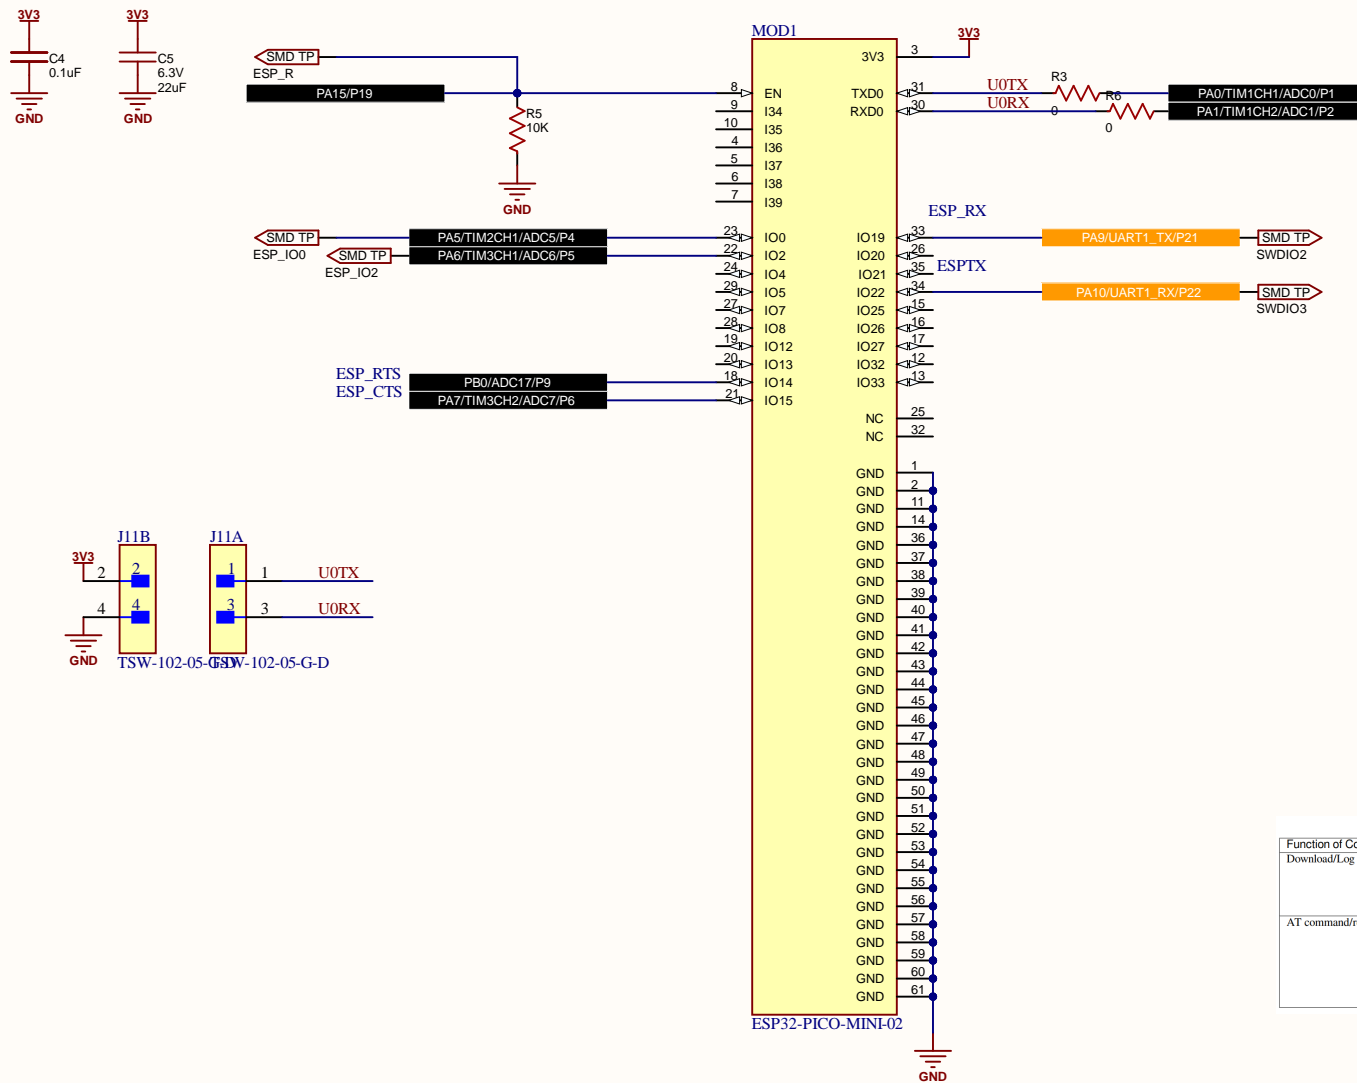 3V3
C4
0.1uF
GND
3V3
C5
6.3V
22uF
GND
SMD TP
ESP_R
PA15/P19
R5
10K
GND
SMD TP
ESP_IO0
PA5/TIM2CH1/ADC5/P4
SMD TP
ESP_IO2
PA6/TIM3CH1/ADC6/P5
ESP_RTS
PB0/ADC17/P9
ESP_CTS
PA7/TIM3CH2/ADC7/P6
MOD1
8 EN
9 I34
10 I35
4 I36
5 I37
6 I38
7 I39
23 IO0
22 IO2
24 IO4
29 IO5
27 IO7
28 IO8
19 IO12
20 IO13
18 IO14
21 IO15
3V3 3
3V3
TXD0 31
U0TX
R3
0
PA0/TIM1CH1/ADC0/P1
RXD0 30
U0RX
R6
0
PA1/TIM1CH2/ADC1/P2
ESP_RX
IO19 33
PA9/UART1_TX/P21
SMD TP
SWDIO2
IO20 26
IO21 35
ESPTX
IO22 34
PA10/UART1_RX/P22
SMD TP
SWDIO3
IO25 15
IO26 16
IO27 17
IO32 12
IO33 13
NC 25
NC 32
GND 1
GND 2
GND 11
GND 14
GND 36
GND 37
GND 38
GND 39
GND 40
GND 41
GND 42
GND 43
GND 44
GND 45
GND 46
GND 47
GND 48
GND 49
GND 50
GND 51
GND 52
GND 53
GND 54
GND 55
GND 56
GND 57
GND 58
GND 59
GND 60
GND 61
ESP32-PICO-MINI-02
GND
J11B
3V3
2 2
4 4
GND
TSW-102-05-G-D
J11A
1 1 U0TX
3 3 U0RX
TSW-102-05-G-D
Function of Co
Download/Log
AT command/r